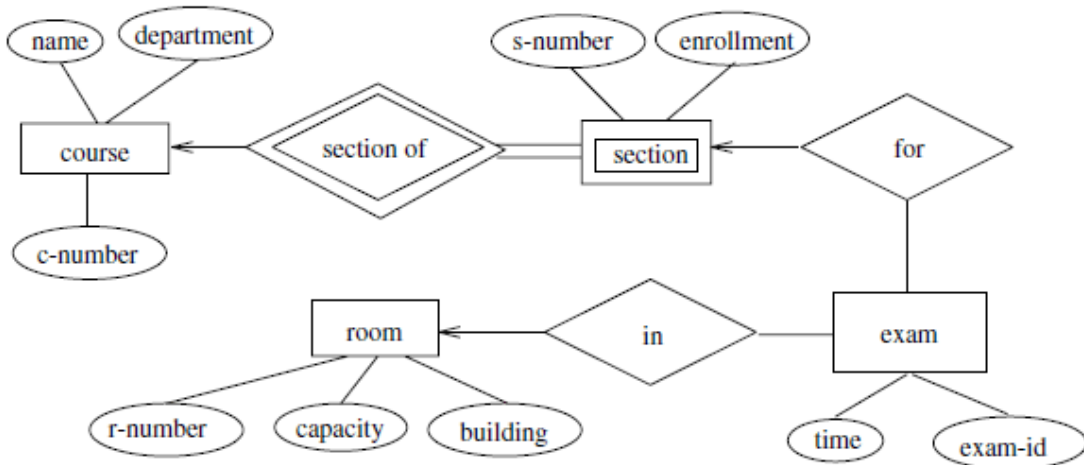 name
department
s-number
enrollment
course
section of
section
for
c-number
room
in
exam
r-number
capacity
building
time
exam-id